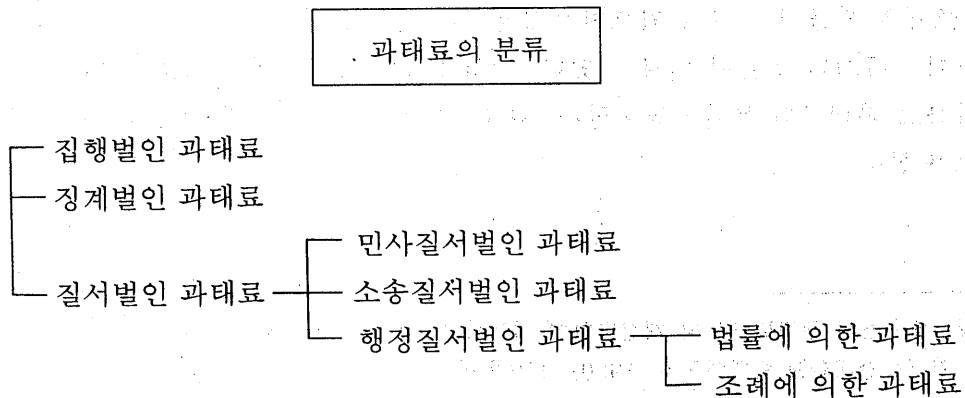 과태료의 분류
집행벌인 과태료
징계벌인 과태료
민사질서벌인 과태료
질서벌인 과태료
소송질서벌인 과태료
행정질서벌인 과태료
법률에 의한 과태료
조례에 의한 과태료